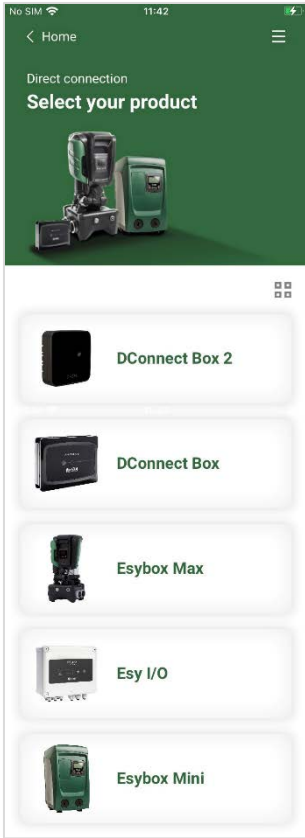 No SIM 11:42
Home
Direct connection
Select your product
DConnect Box 2
DConnect Box
Esybox Max
Esy I/O
Esybox Mini